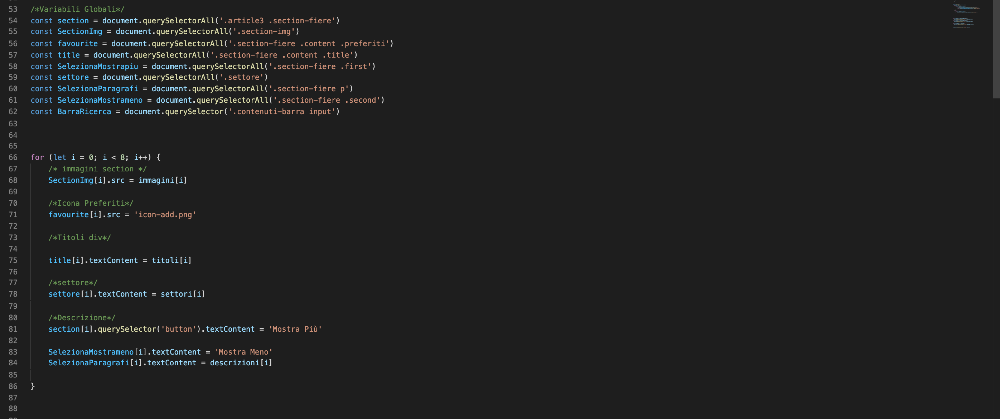 53 /*Variabili Globali*/
54 const section = document.querySelectorAll('.article3 .section-fiere')
55 const SectionImg = document.querySelectorAll('.section-img')
56 const favourite = document.querySelectorAll('.section-fiere .content .preferiti')
57 const title = document.querySelectorAll('.section-fiere .content .title')
58 const SelezionaMostrapiu = document.querySelectorAll('.section-fiere .first')
59 const settore = document.querySelectorAll('.settore')
60 const SelezionaParagrafi = document.querySelectorAll('.section-fiere p')
61 const SelezionaMostrameno = document.querySelectorAll('.section-fiere .second')
62 const BarraRicerca = document.querySelector('.contenuti-barra input')
63
64
65
66 for (let i = 0; i < 8; i++) {
67     /* immagini section */
68     SectionImg[i].src = immagini[i]
69
70     /*Icona Preferiti*/
71     favourite[i].src = 'icon-add.png'
72
73     /*Titoli div*/
74
75     title[i].textContent = titoli[i]
76
77     /*settore*/
78     settore[i].textContent = settori[i]
79
80     /*Descrizione*/
81     section[i].querySelector('button').textContent = 'Mostra Più'
82
83     SelezionaMostrameno[i].textContent = 'Mostra Meno'
84     SelezionaParagrafi[i].textContent = descrizioni[i]
85
86 }
87
88